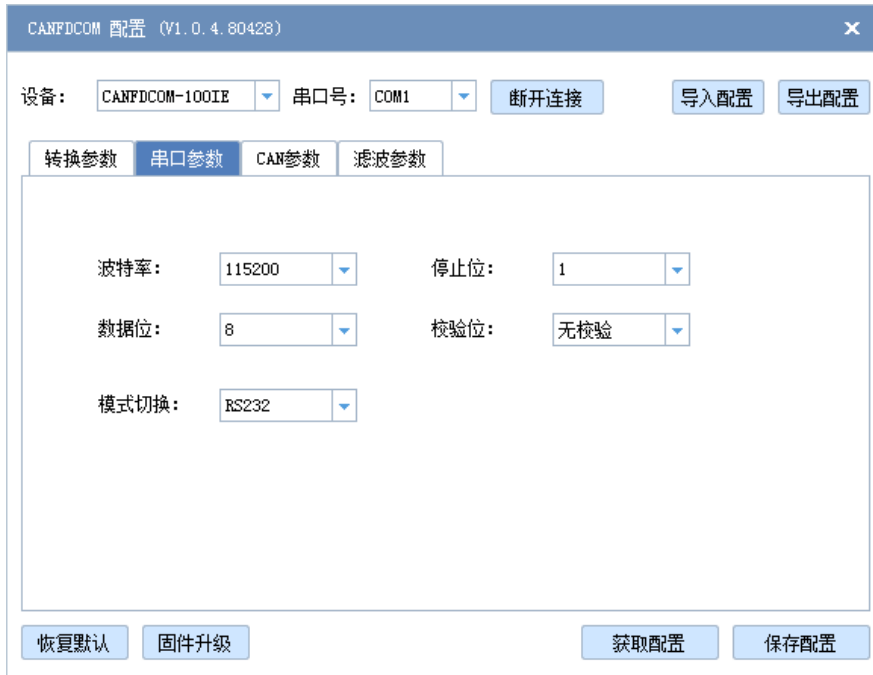 CANFDCOM 配置 (V1.0.4.80428)
设备: CANFDCOM-100IE 串口号: COM1 断开连接 导入配置 导出配置
转换参数 串口参数 CAN参数 滤波参数
波特率: 115200 停止位: 1
数据位: 8 校验位: 无校验
模式切换: RS232
恢复默认 固件升级 获取配置 保存配置